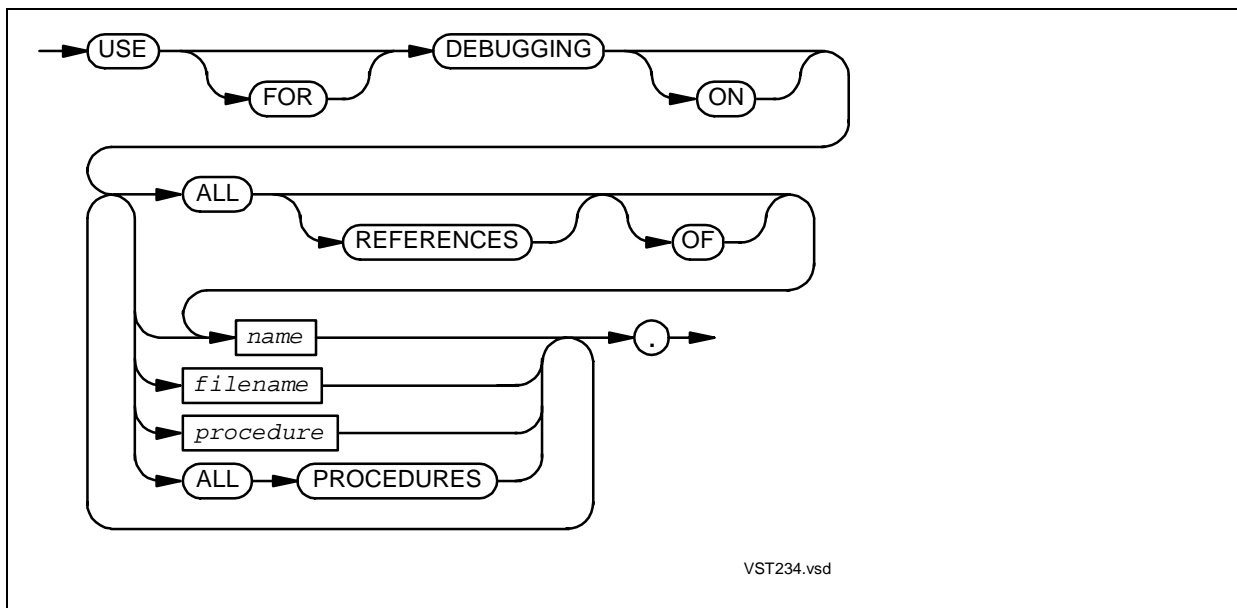 USE DEBUGGING
FOR ON
ALL
REFERENCES OF
name .
filename
procedure
ALL PROCEDURES
VST234.vsd